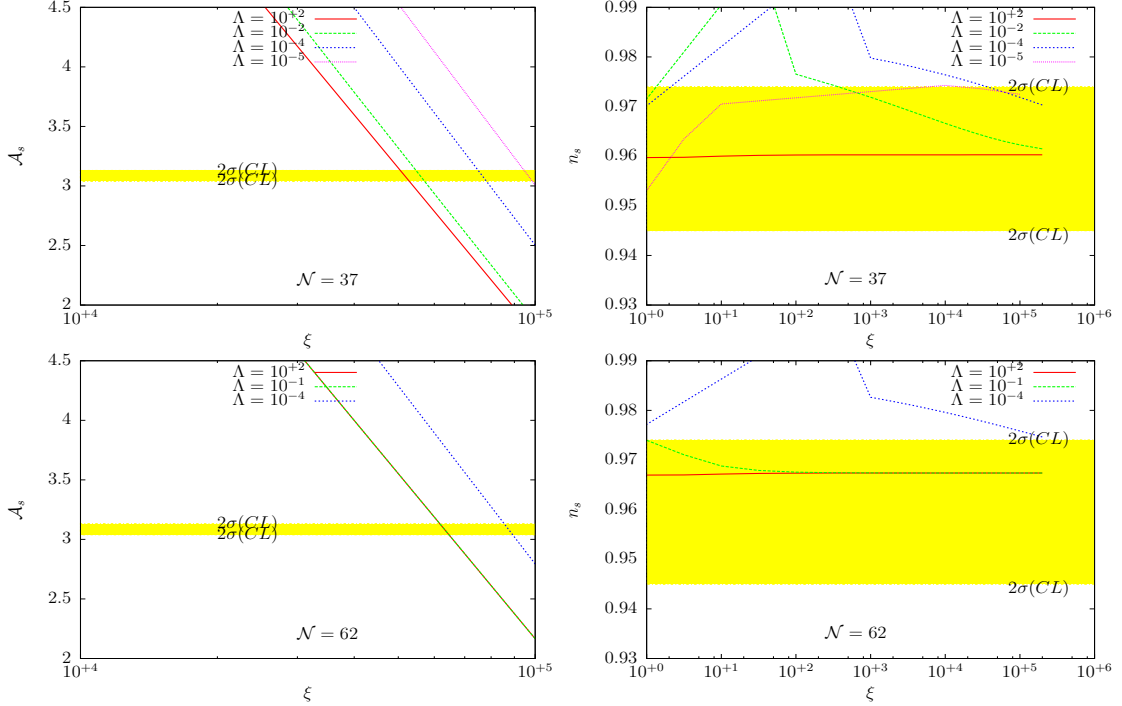 4.5
4
3.5
3
2.5
2
10⁺⁴
10⁺⁵
𝒜ₛ
ξ
2σ(CL)
2σ(CL)
𝒩 = 37
Λ = 10⁺²
Λ = 10⁻²
Λ = 10⁻⁴
Λ = 10⁻⁵
0.99
0.98
0.97
0.96
0.95
0.94
0.93
10⁺⁰
10⁺¹
10⁺²
10⁺³
10⁺⁴
10⁺⁵
10⁺⁶
nₛ
ξ
2σ(CL)
2σ(CL)
𝒩 = 37
Λ = 10⁺²
Λ = 10⁻²
Λ = 10⁻⁴
Λ = 10⁻⁵
4.5
4
3.5
3
2.5
2
10⁺⁴
10⁺⁵
𝒜ₛ
ξ
2σ(CL)
2σ(CL)
𝒩 = 62
Λ = 10⁺²
Λ = 10⁻¹
Λ = 10⁻⁴
0.99
0.98
0.97
0.96
0.95
0.94
0.93
10⁺⁰
10⁺¹
10⁺²
10⁺³
10⁺⁴
10⁺⁵
10⁺⁶
nₛ
ξ
2σ(CL)
2σ(CL)
𝒩 = 62
Λ = 10⁺²
Λ = 10⁻¹
Λ = 10⁻⁴